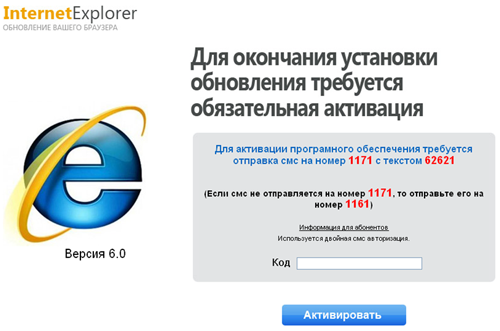 InternetExplorer
ОБНОВЛЕНИЕ ВАШЕГО БРАУЗЕРА
Для окончания установки
обновления требуется
обязательная активация
Для активации програмного обеспечения требуется
отправка смс на номер 1171 с текстом 62621
(Если смс не отправляется на номер 1171, то отправьте его на
номер 1161)
Информация для абонентов
Используется двойная смс авторизация.
Код
Версия 6.0
Активировать